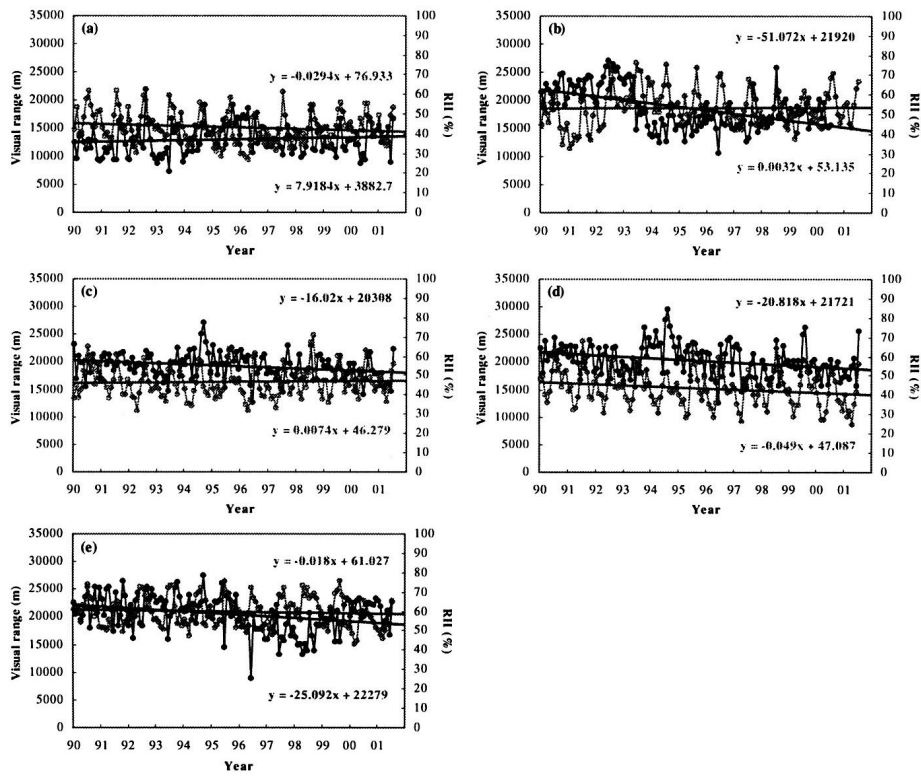 (a)
y = -0.0294x + 76.933
y = 7.9184x + 3882.7
Visual range (m)
35000
30000
25000
20000
15000
10000
5000
0
RH (%)
100
90
80
70
60
50
40
30
20
10
0
90 91 92 93 94 95 96 97 98 99 00 01
Year
(b)
y = -51.072x + 21920
y = 0.0032x + 53.135
Visual range (m)
35000
30000
25000
20000
15000
10000
5000
0
RH (%)
100
90
80
70
60
50
40
30
20
10
0
90 91 92 93 94 95 96 97 98 99 00 01
Year
(c)
y = -16.02x + 20308
y = 0.0074x + 46.279
Visual range (m)
35000
30000
25000
20000
15000
10000
5000
0
RH (%)
100
90
80
70
60
50
40
30
20
10
0
90 91 92 93 94 95 96 97 98 99 00 01
Year
(d)
y = -20.818x + 21721
y = -0.049x + 47.087
Visual range (m)
35000
30000
25000
20000
15000
10000
5000
0
RH (%)
100
90
80
70
60
50
40
30
20
10
0
90 91 92 93 94 95 96 97 98 99 00 01
Year
(e)
y = -0.018x + 61.027
y = -25.092x + 22279
Visual range (m)
35000
30000
25000
20000
15000
10000
5000
0
RH (%)
100
90
80
70
60
50
40
30
20
10
0
90 91 92 93 94 95 96 97 98 99 00 01
Year